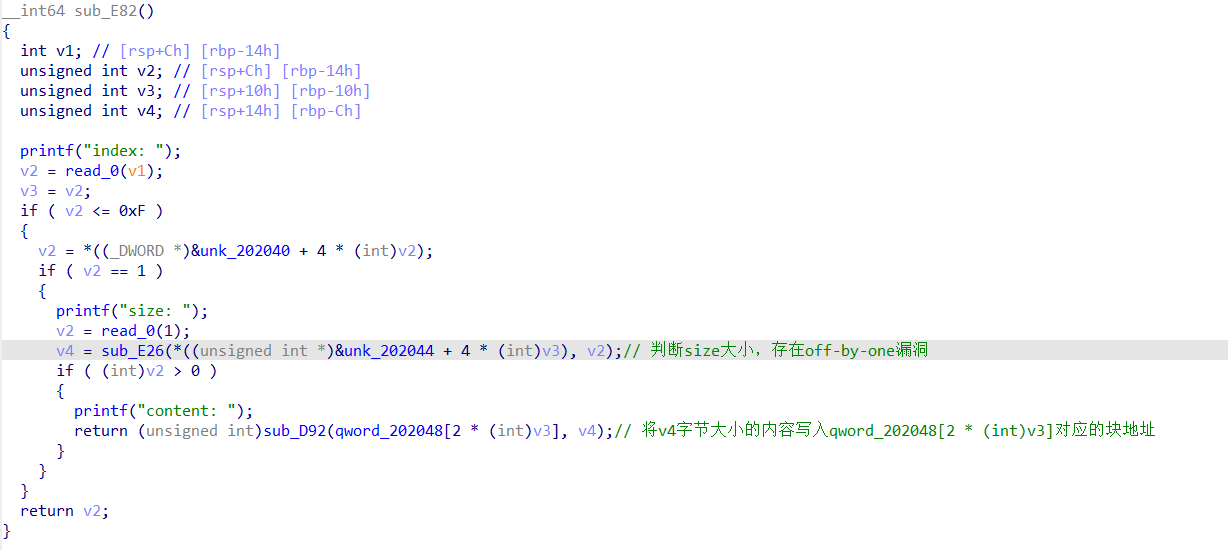 __int64 sub_E82()
{
  int v1; // [rsp+Ch] [rbp-14h]
  unsigned int v2; // [rsp+Ch] [rbp-14h]
  unsigned int v3; // [rsp+10h] [rbp-10h]
  unsigned int v4; // [rsp+14h] [rbp-Ch]

  printf("index: ");
  v2 = read_0(v1);
  v3 = v2;
  if ( v2 <= 0xF )
  {
    v2 = *((_DWORD *)&unk_202040 + 4 * (int)v2);
    if ( v2 == 1 )
    {
      printf("size: ");
      v2 = read_0(1);
      v4 = sub_E26(*((unsigned int *)&unk_202044 + 4 * (int)v3), v2);// 判断size大小，存在off-by-one漏洞
      if ( (int)v2 > 0 )
      {
        printf("content: ");
        return (unsigned int)sub_D92(qword_202048[2 * (int)v3], v4);// 将v4字节大小的内容写入qword_202048[2 * (int)v3]对应的块地址
      }
    }
  }
  return v2;
}